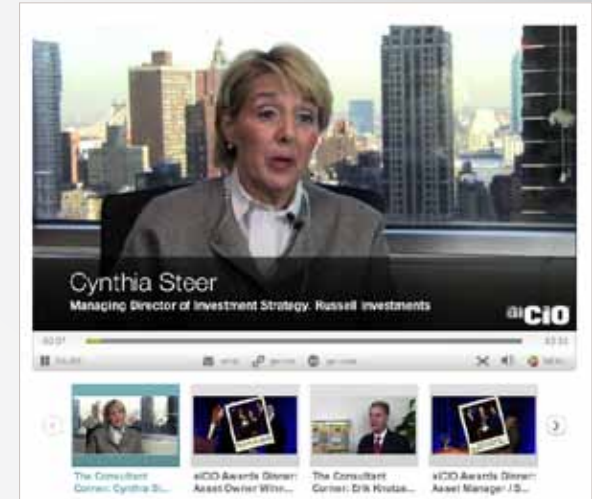 Cynthia Steer
Managing Director of Investment Strategy, Russell Investments
aiCIO
The Consultant
Corner: Cynthia St...
aiCIO Awards Dinner:
Asset Owner Winn...
The Consultant
Corner: Erik Knutze...
aiCIO Awards Dinner:
Asset Manager / S...